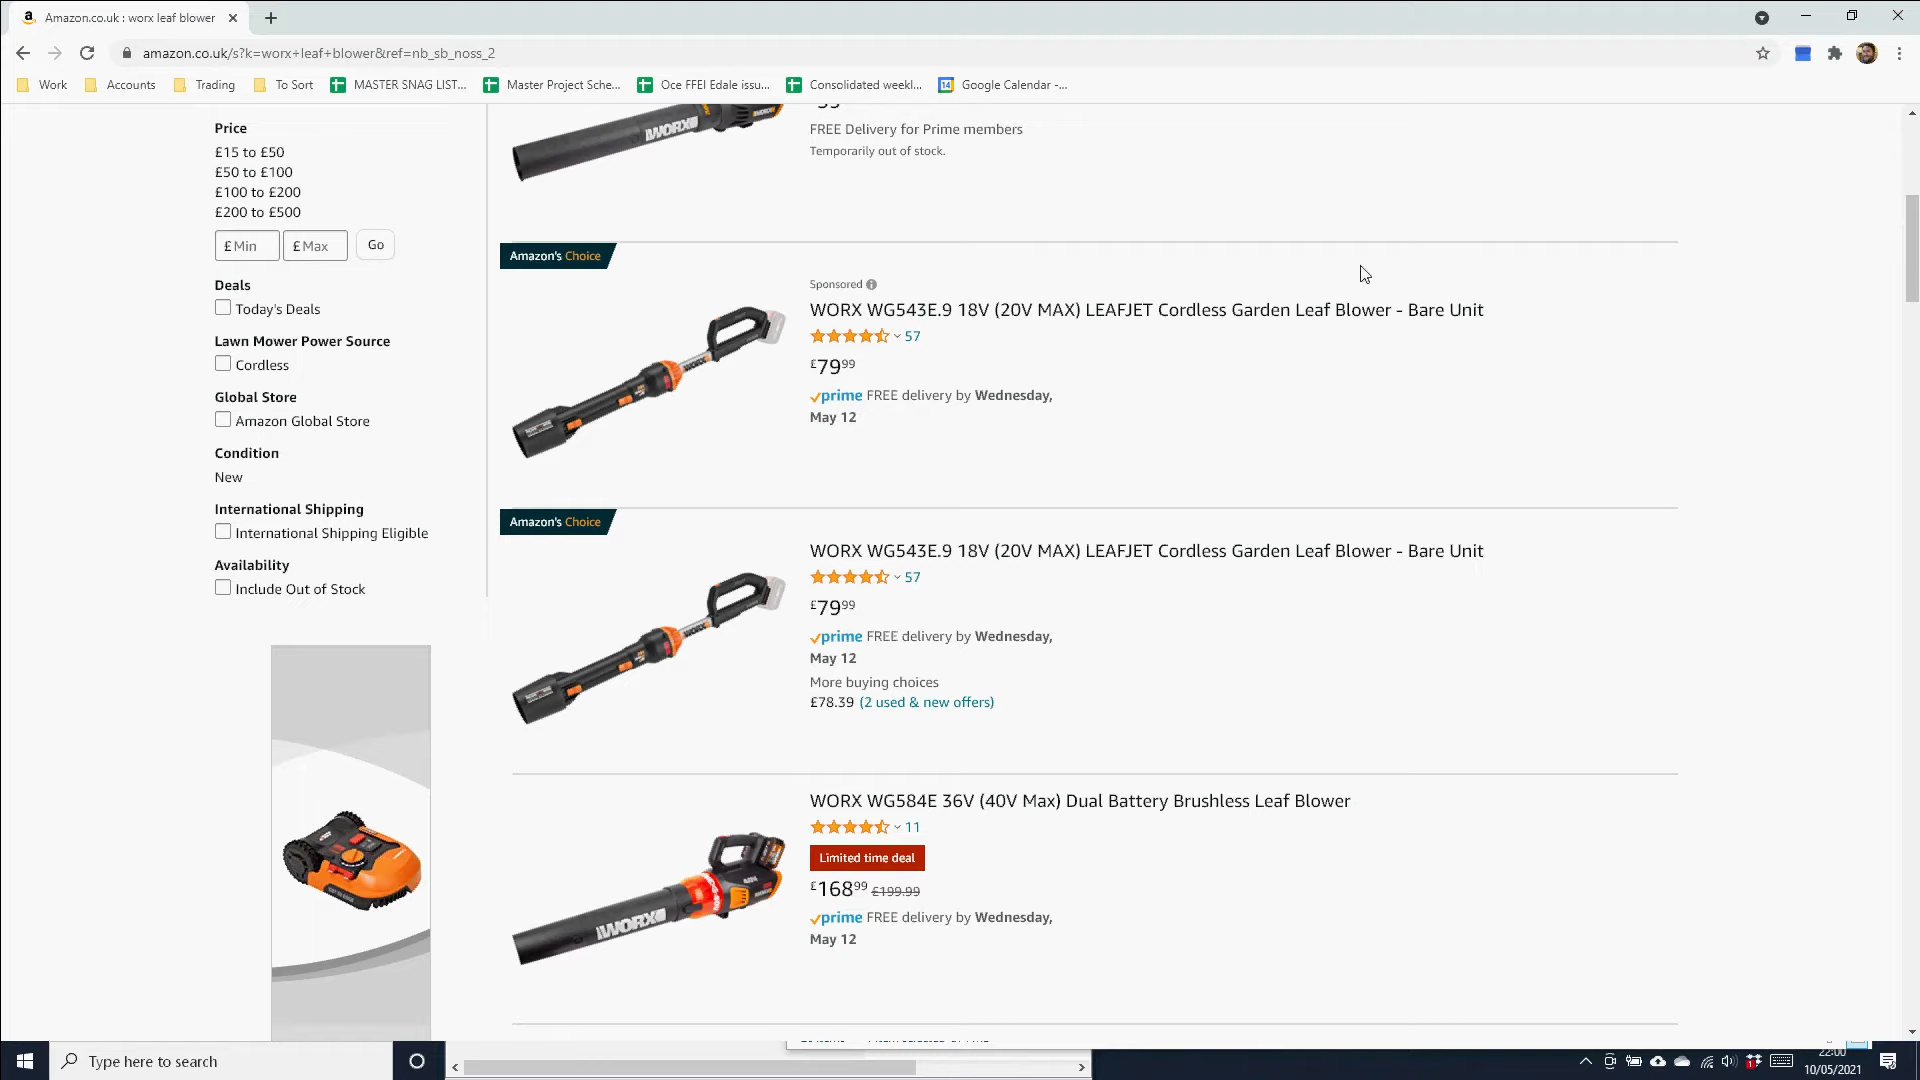 Amazon.co.uk : worx leaf blower
amazon.co.uk/s?k=worx+leaf+blower&ref=nb_sb_noss_2
Work
Accounts
Trading
To Sort
MASTER SNAG LIST...
Master Project Sche...
Oce FFEI Edale issu...
Consolidated weekl...
14
Google Calendar -...
Price
£15 to £50
£50 to £100
£100 to £200
£200 to £500
£ Min
£ Max
Go
Deals
Today's Deals
Lawn Mower Power Source
Cordless
Global Store
Amazon Global Store
Condition
New
International Shipping
International Shipping Eligible
Availability
Include Out of Stock
WORX
FREE Delivery for Prime members
Temporarily out of stock.
Amazon's Choice
Sponsored
WORX WG543E.9 18V (20V MAX) LEAFJET Cordless Garden Leaf Blower - Bare Unit
57
£79 99
prime FREE delivery by Wednesday,
May 12
WORX
Amazon's Choice
WORX WG543E.9 18V (20V MAX) LEAFJET Cordless Garden Leaf Blower - Bare Unit
57
£79 99
prime FREE delivery by Wednesday,
May 12
More buying choices
£78.39 (2 used & new offers)
WORX
WORX WG584E 36V (40V Max) Dual Battery Brushless Leaf Blower
11
Limited time deal
£168 99 £199.99
prime FREE delivery by Wednesday,
May 12
WORX
Type here to search
22:00
10/05/2021